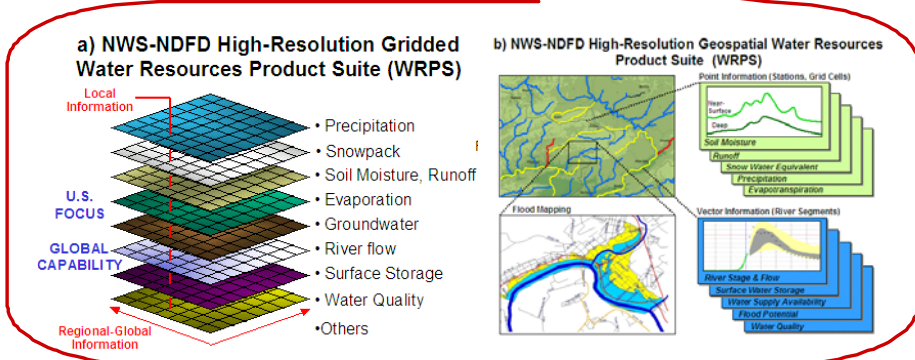 a) NWS-NDFD High-Resolution Gridded
Water Resources Product Suite (WRPS)
Local
Information
• Precipitation
• Snowpack
• Soil Moisture, Runoff
• Evaporation
• Groundwater
• River flow
• Surface Storage
• Water Quality
•Others
U.S.
FOCUS
GLOBAL
CAPABILITY
Regional-Global
Information
b) NWS-NDFD High-Resolution Geospatial Water Resources
Product Suite (WRPS)
Point Information (Stations, Grid Cells)
Near-
Surface
Deep
Soil Moisture
Runoff
Snow Water Equivalent
Precipitation
Evapotranspiration
Flood Mapping
Vector Information (River Segments)
River Stage & Flow
Surface Water Storage
Water Supply Availability
Flood Potential
Water Quality